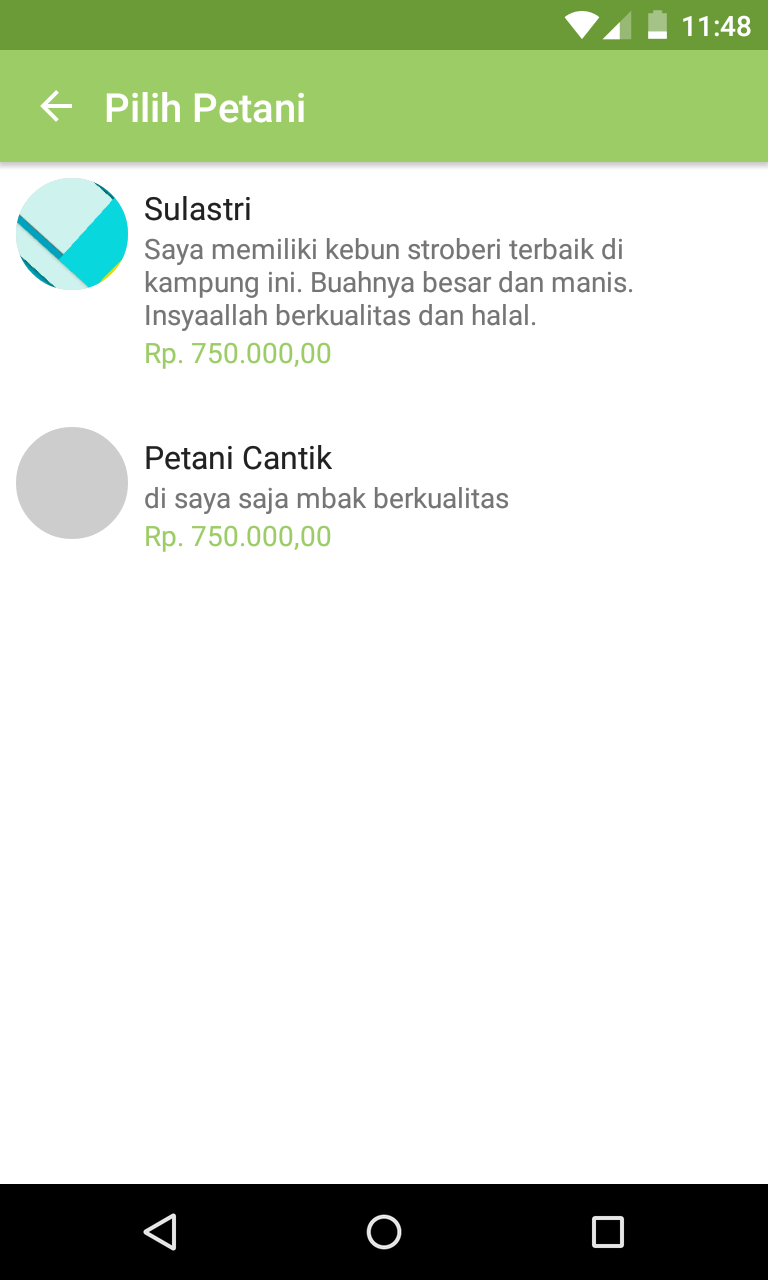 11:48
Pilih Petani
Sulastri
Saya memiliki kebun stroberi terbaik di
kampung ini. Buahnya besar dan manis.
Insyaallah berkualitas dan halal.
Rp. 750.000,00
Petani Cantik
di saya saja mbak berkualitas
Rp. 750.000,00